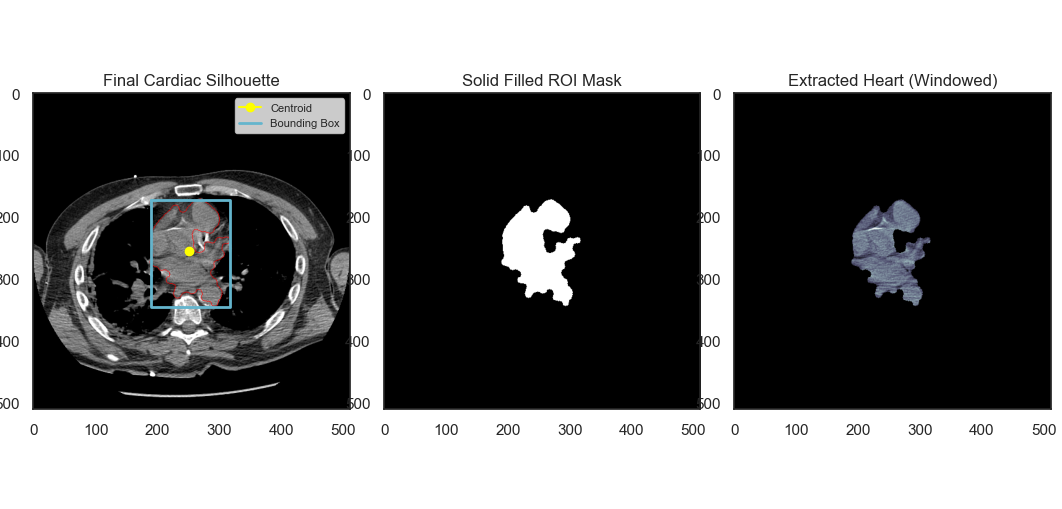 Final Cardiac Silhouette
Solid Filled ROI Mask
Extracted Heart (Windowed)
Centroid
Bounding Box
0
100
200
300
400
500
0 100 200 300 400 500
0
100
200
300
400
500
0 100 200 300 400 500
0
100
200
300
400
500
0 100 200 300 400 500